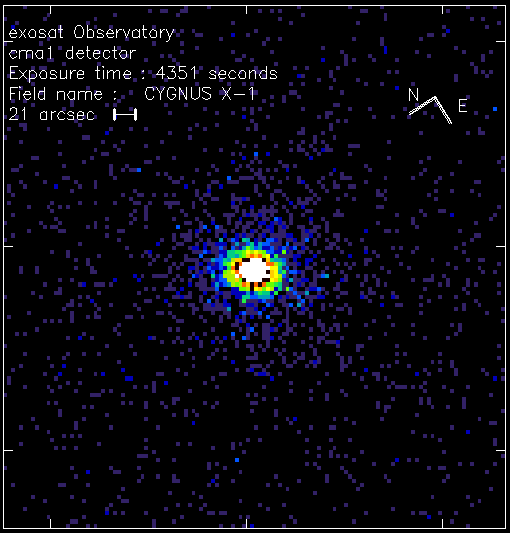 exosat Observatory
cma1 detector
Exposure time : 4351 seconds
Field name : CYGNUS X-1
21 arcsec
N
E